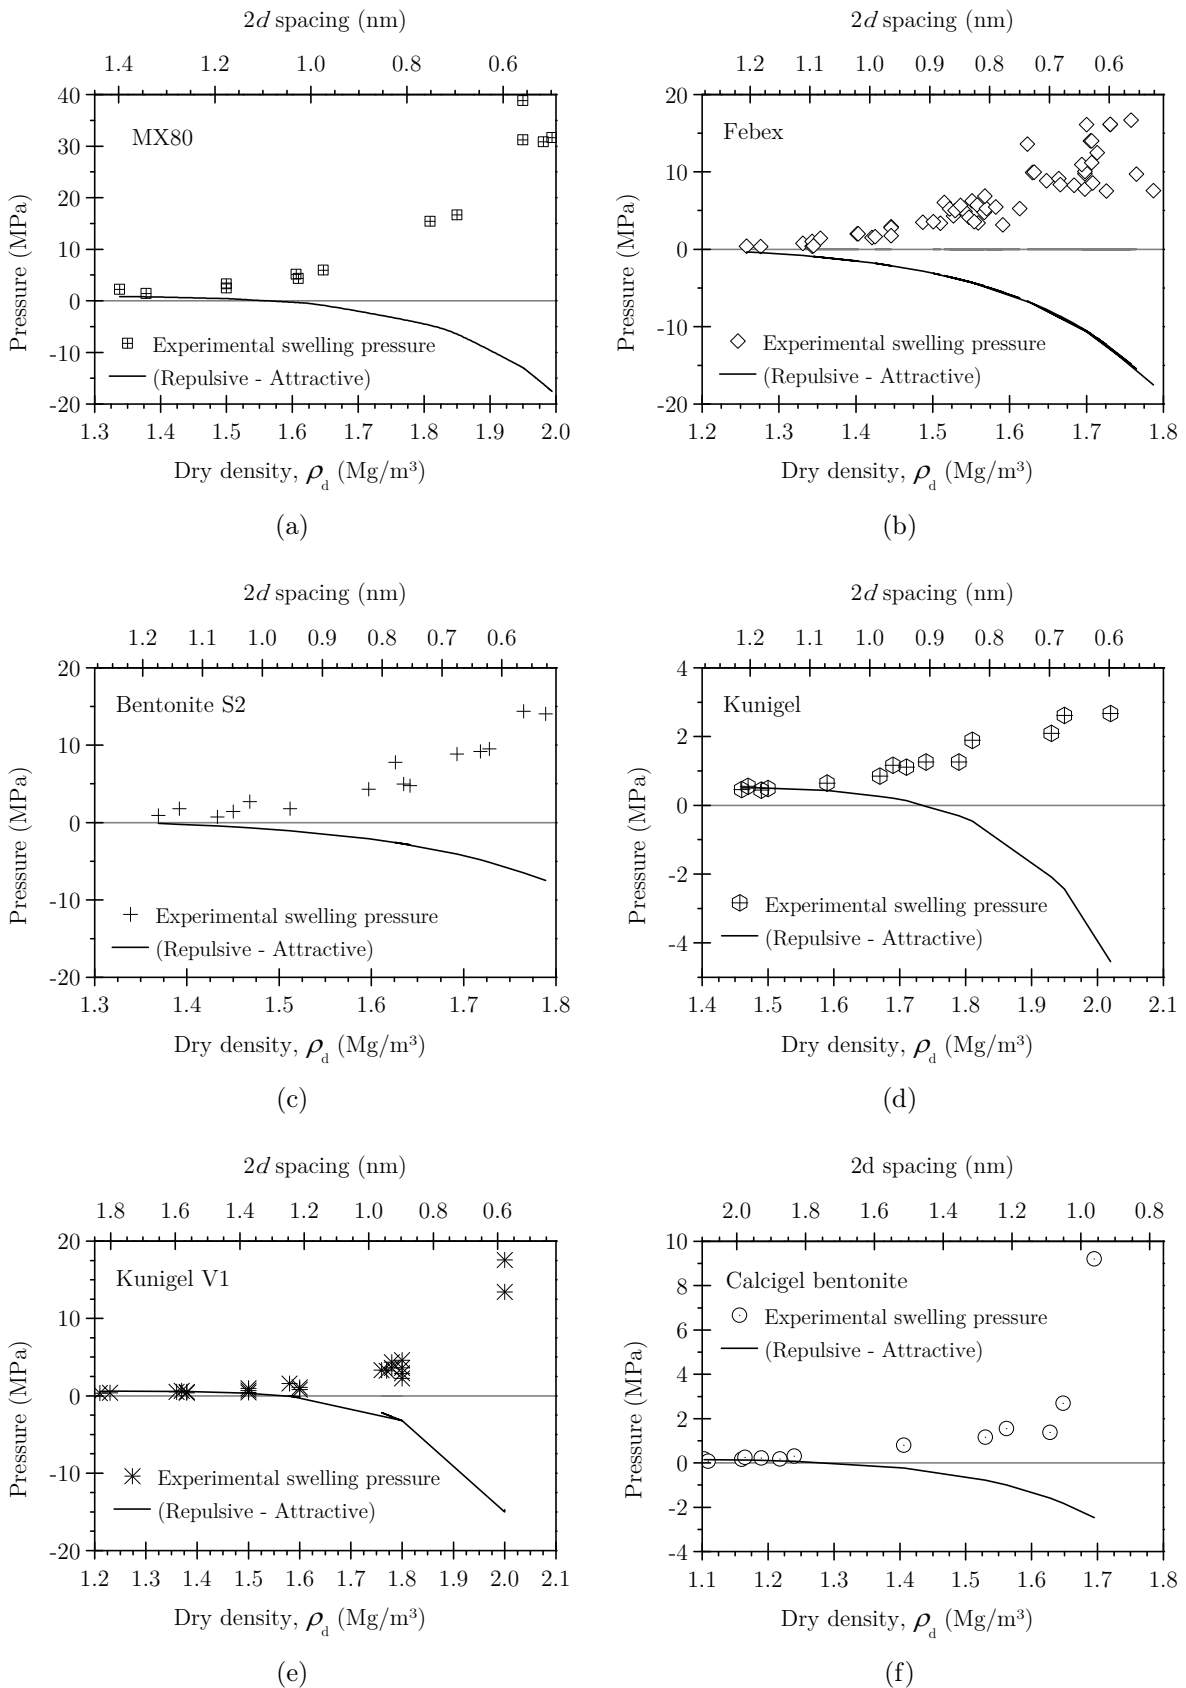 2d spacing (nm)
1.4 1.2 1.0 0.8 0.6
40
30
20
10
0
-10
-20
Pressure (MPa)
MX80
Experimental swelling pressure
(Repulsive - Attractive)
1.3 1.4 1.5 1.6 1.7 1.8 1.9 2.0
Dry density, ρd (Mg/m³)
(a)
2d spacing (nm)
1.2 1.1 1.0 0.9 0.8 0.7 0.6
20
10
0
-10
-20
Pressure (MPa)
Febex
Experimental swelling pressure
(Repulsive - Attractive)
1.2 1.3 1.4 1.5 1.6 1.7 1.8
Dry density, ρd (Mg/m³)
(b)
2d spacing (nm)
1.2 1.1 1.0 0.9 0.8 0.7 0.6
20
10
0
-10
-20
Pressure (MPa)
Bentonite S2
Experimental swelling pressure
(Repulsive - Attractive)
1.3 1.4 1.5 1.6 1.7 1.8
Dry density, ρd (Mg/m³)
(c)
2d spacing (nm)
1.2 1.1 1.0 0.9 0.8 0.7 0.6
4
2
0
-2
-4
Pressure (MPa)
Kunigel
Experimental swelling pressure
(Repulsive - Attractive)
1.4 1.5 1.6 1.7 1.8 1.9 2.0 2.1
Dry density, ρd (Mg/m³)
(d)
2d spacing (nm)
1.8 1.6 1.4 1.2 1.0 0.8 0.6
20
10
0
-10
-20
Pressure (MPa)
Kunigel V1
Experimental swelling pressure
(Repulsive - Attractive)
1.2 1.3 1.4 1.5 1.6 1.7 1.8 1.9 2.0 2.1
Dry density, ρd (Mg/m³)
(e)
2d spacing (nm)
2.0 1.8 1.6 1.4 1.2 1.0 0.8
10
8
6
4
2
0
-2
-4
Pressure (MPa)
Calcigel bentonite
Experimental swelling pressure
(Repulsive - Attractive)
1.1 1.2 1.3 1.4 1.5 1.6 1.7 1.8
Dry density, ρd (Mg/m³)
(f)